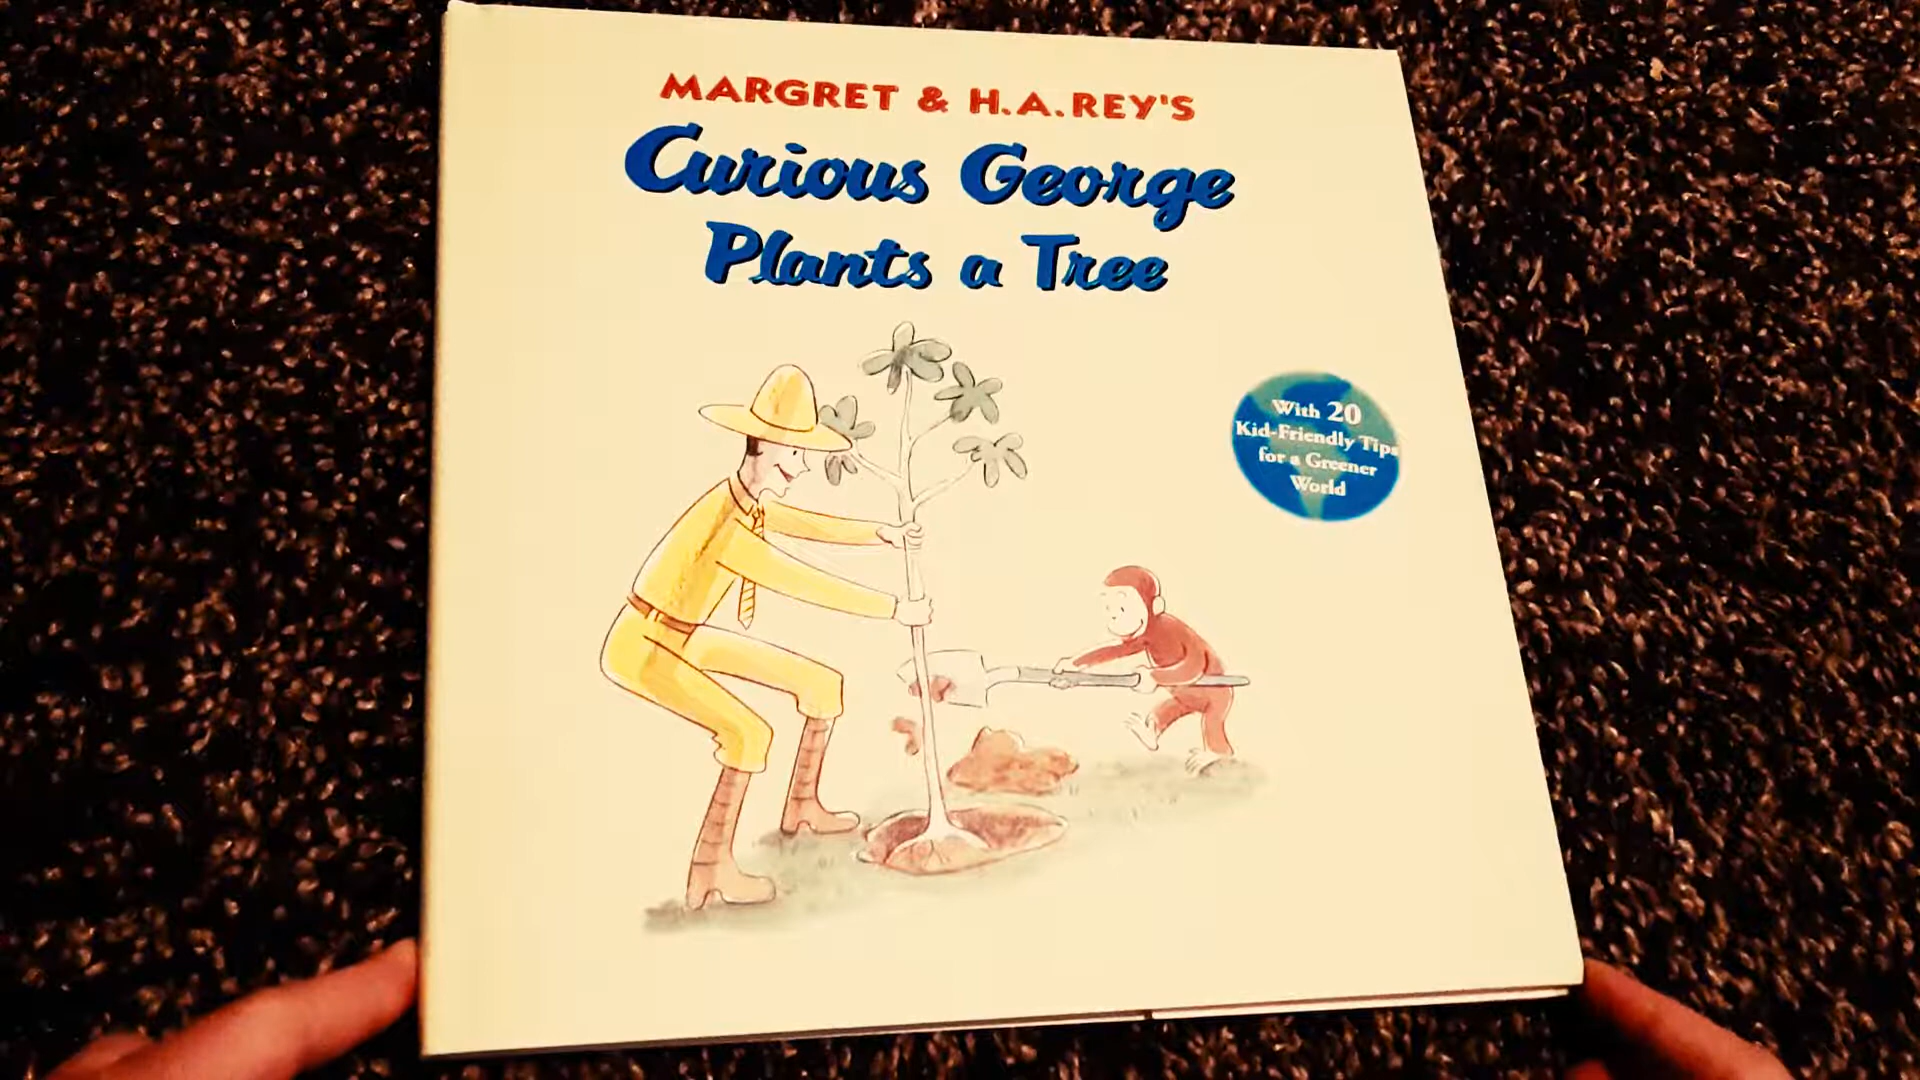 MARGRET & H.A.REY'S
Curious George
Plants a Tree
With 20
Kid-Friendly Tips
for a Greener
World